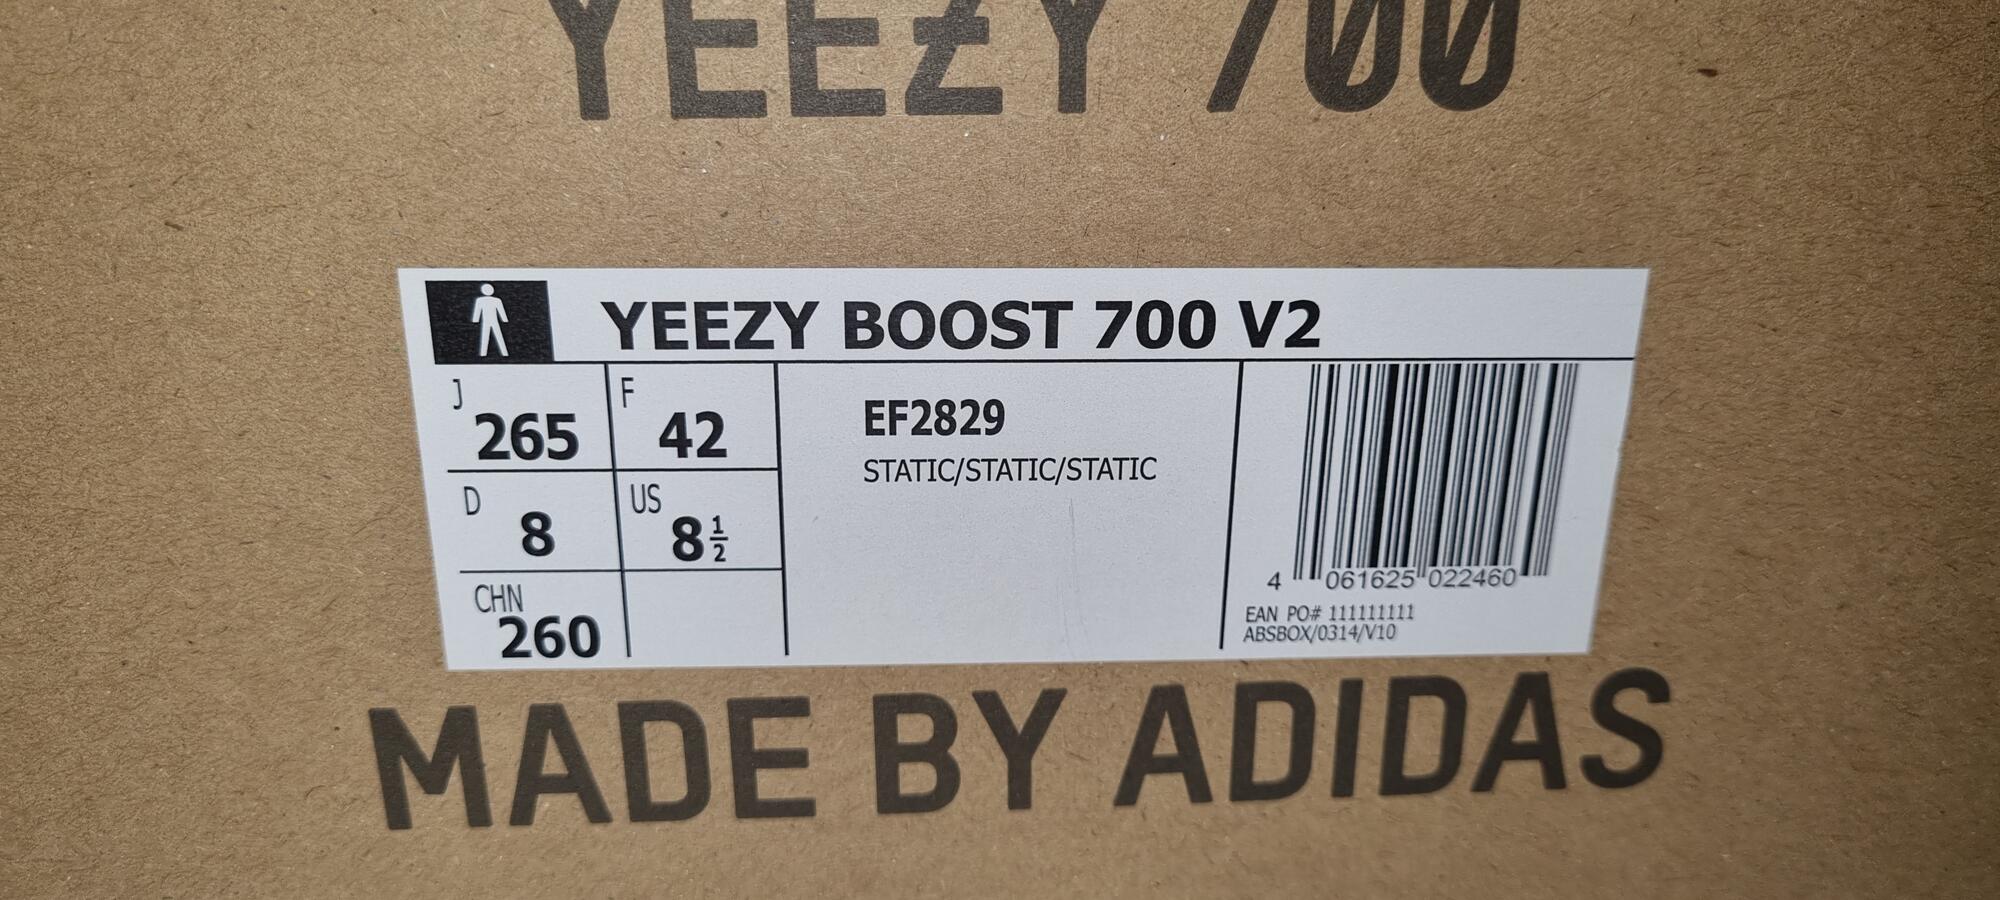 YEEZY 700
YEEZY BOOST 700 V2
J 265
F 42
D 8
US 8½
CHN 260
EF2829
STATIC/STATIC/STATIC
4 061625 022460
EAN PO# 111111111
ABSBOX/0314/V10
MADE BY ADIDAS